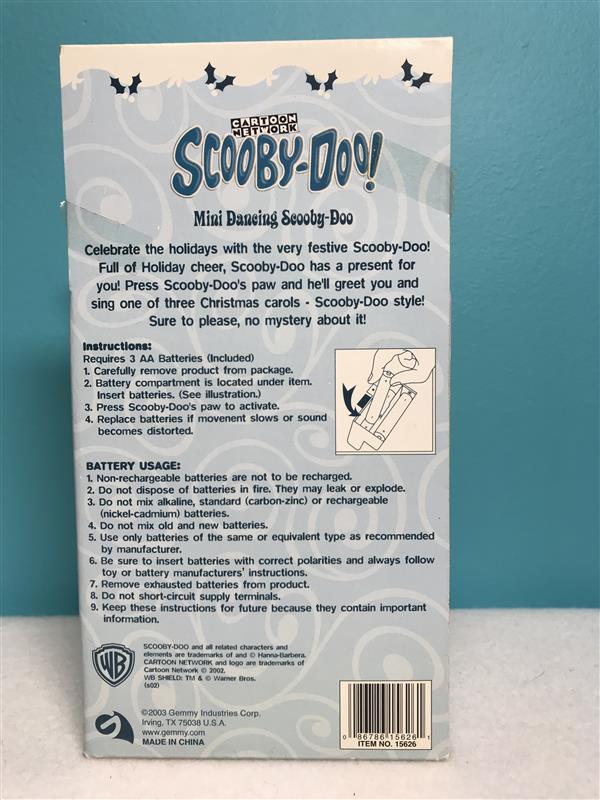 CARTOON
NETWORK
SCOOBY-DOO!
Mini Dancing Scooby-Doo
Celebrate the holidays with the very festive Scooby-Doo!
Full of Holiday cheer, Scooby-Doo has a present for
you! Press Scooby-Doo's paw and he'll greet you and
sing one of three Christmas carols - Scooby-Doo style!
Sure to please, no mystery about it!
Instructions:
Requires 3 AA Batteries (Included)
1. Carefully remove product from package.
2. Battery compartment is located under item.
Insert batteries. (See illustration.)
3. Press Scooby-Doo's paw to activate.
4. Replace batteries if movement slows or sound
becomes distorted.
BATTERY USAGE:
1. Non-rechargeable batteries are not to be recharged.
2. Do not dispose of batteries in fire. They may leak or explode.
3. Do not mix alkaline, standard (carbon-zinc) or rechargeable
(nickel-cadmium) batteries.
4. Do not mix old and new batteries.
5. Use only batteries of the same or equivalent type as recommended
by manufacturer.
6. Be sure to insert batteries with correct polarities and always follow
toy or battery manufacturers' instructions.
7. Remove exhausted batteries from product.
8. Do not short-circuit supply terminals.
9. Keep these instructions for future because they contain important
information.
WB
SCOOBY-DOO and all related characters and
elements are trademarks of and © Hanna-Barbera.
CARTOON NETWORK and logo are trademarks of
Cartoon Network © 2002.
WB SHIELD: TM & © Warner Bros.
(s02)
©2003 Gemmy Industries Corp.
Irving, TX 75038 U.S.A.
www.gemmy.com
MADE IN CHINA
0 86786 15626 1
ITEM NO. 15626